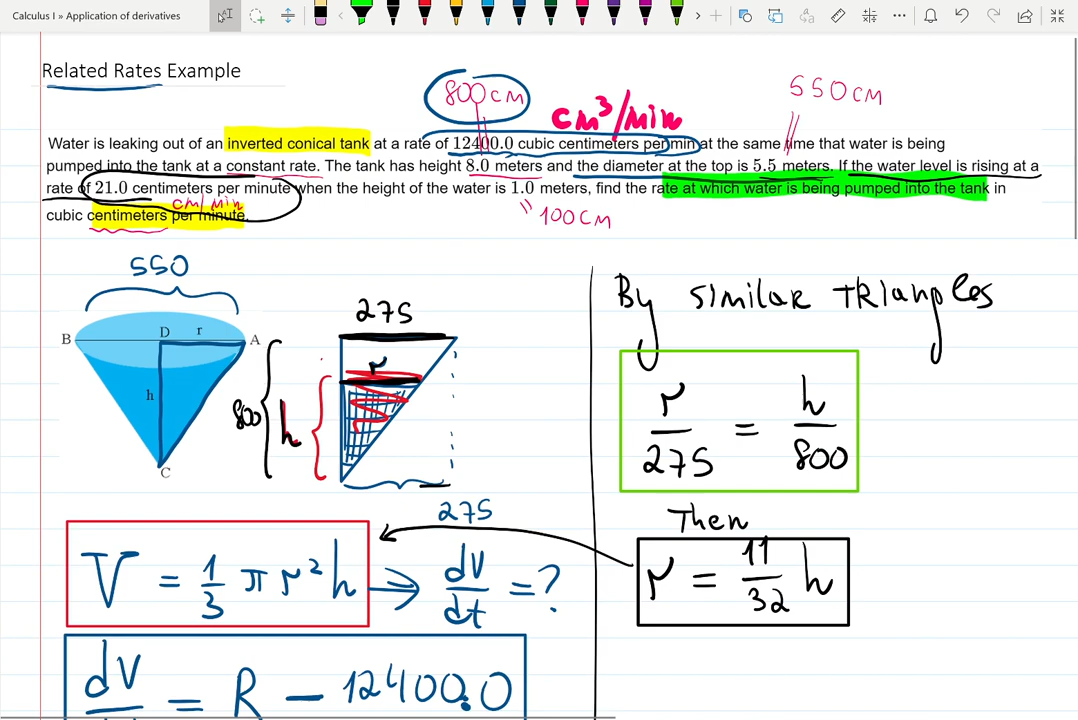 Calculus I » Application of derivatives
Related Rates Example
800 cm
cm³/min
550 cm
Water is leaking out of an inverted conical tank at a rate of 12400.0 cubic centimeters per min at the same time that water is being
pumped into the tank at a constant rate. The tank has height 8.0 meters and the diameter at the top is 5.5 meters. If the water level is rising at a
rate of 21.0 centimeters per minute when the height of the water is 1.0 meters, find the rate at which water is being pumped into the tank in
cm/min
cubic centimeters per minute.
100 cm
550
B D r A
h
C
800
275
r
h
275
By similar triangles
r/275 = h/800
Then
r = 11/32 h
V = 1/3 π r² h ⇒ dV/dt = ?
dV = R - 12400.0